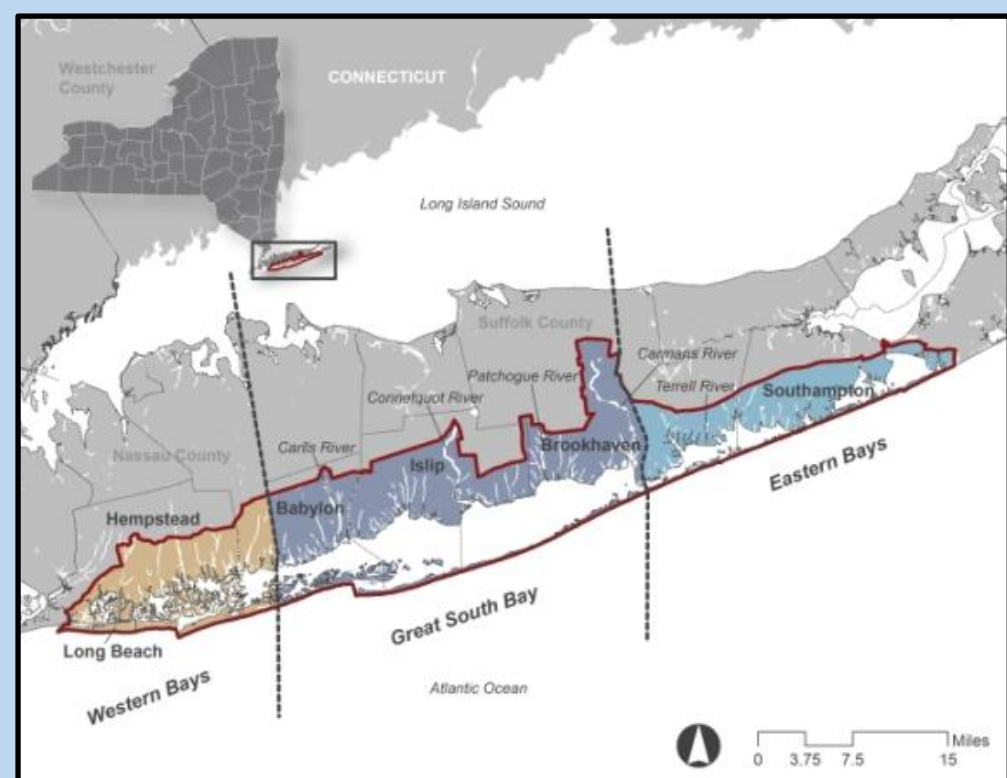 Westchester
County
CONNECTICUT
Long Island Sound
Suffolk County
Carmans River
Patchogue River
Terrell River
Connetquot River
Southampton
Carlls River
Brookhaven
Islip
Nassau County
Eastern Bays
Babylon
Hempstead
Great South Bay
Long Beach
Western Bays
Atlantic Ocean
Miles
0 3.75 7.5 15